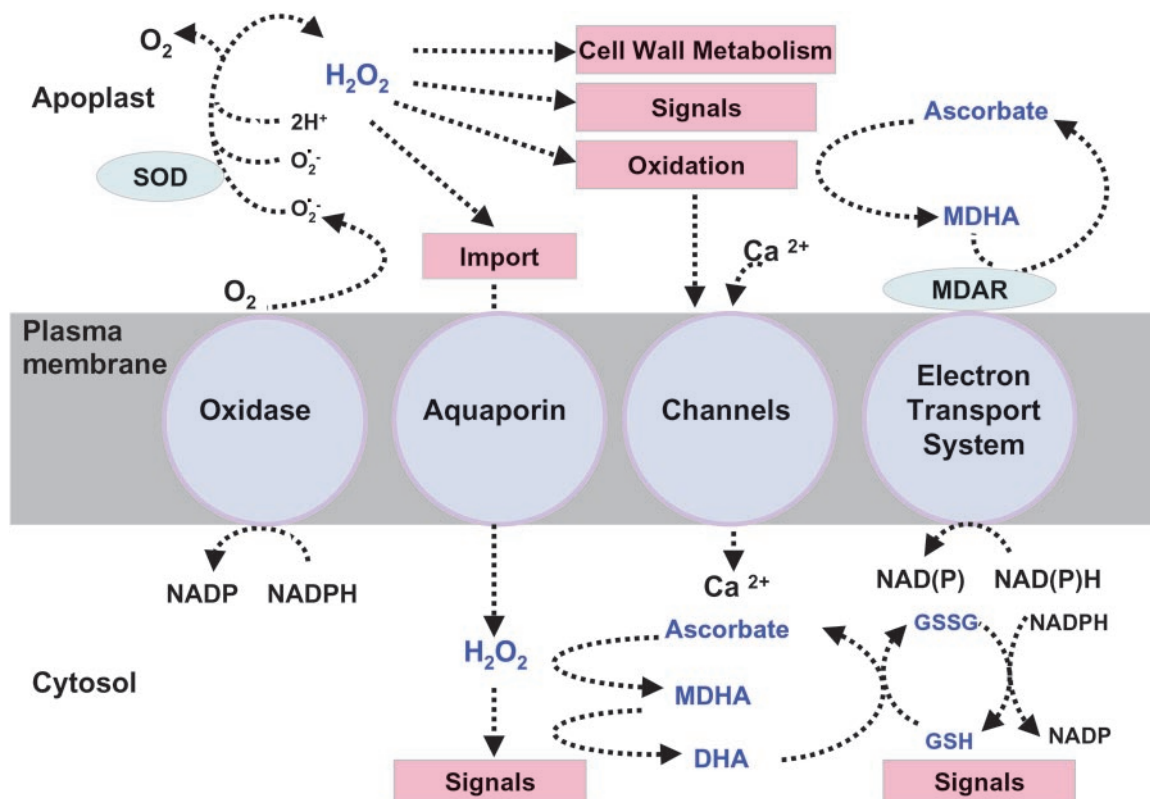 O₂
H₂O₂
Cell Wall Metabolism
Apoplast
Signals
2H⁺
Ascorbate
O₂•-
Oxidation
SOD
O₂•-
MDHA
Import
Ca ²⁺
O₂
MDAR
Plasma
membrane
Oxidase
Aquaporin
Channels
Electron
Transport
System
NADP
NADPH
Ca ²⁺
NAD(P)
NAD(P)H
Ascorbate
GSSG
NADPH
H₂O₂
Cytosol
MDHA
DHA
GSH
NADP
Signals
Signals